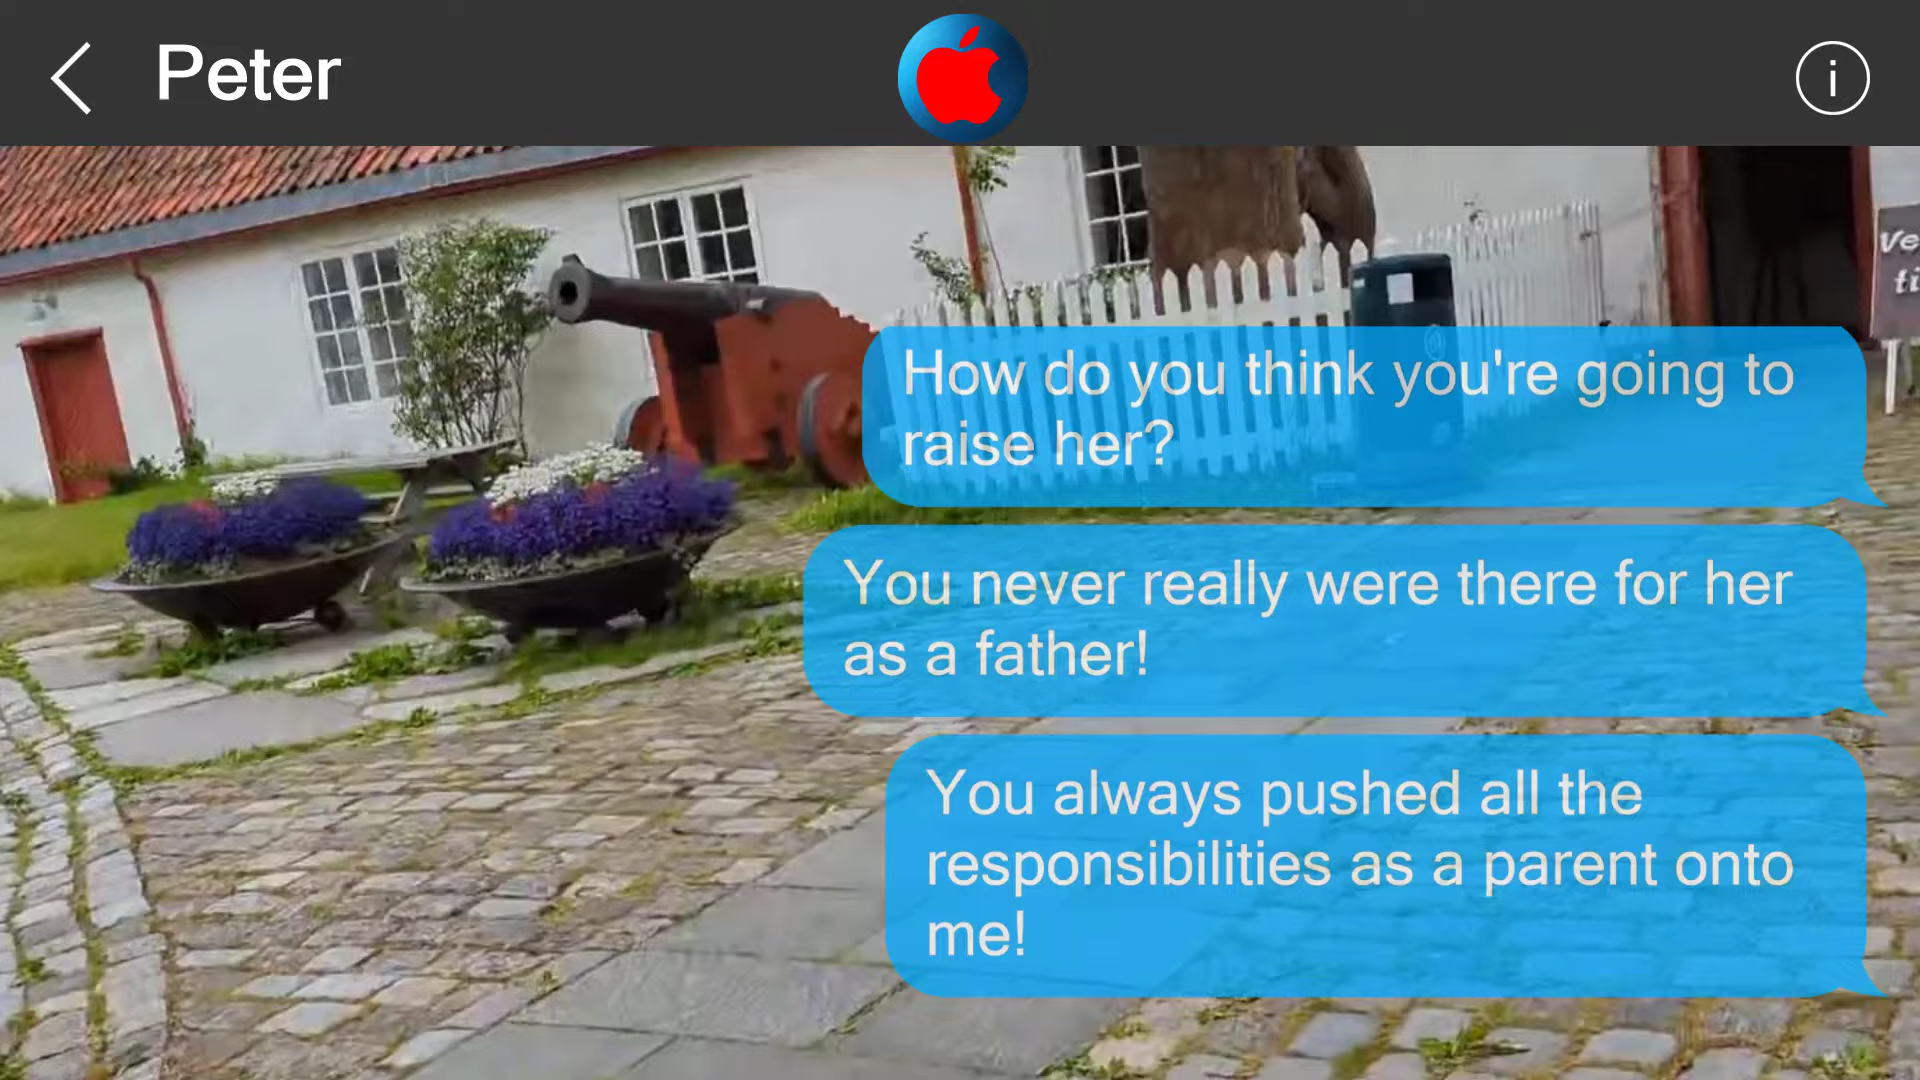 Peter
i
How do you think you're going to
raise her?
You never really were there for her
as a father!
You always pushed all the
responsibilities as a parent onto
me!